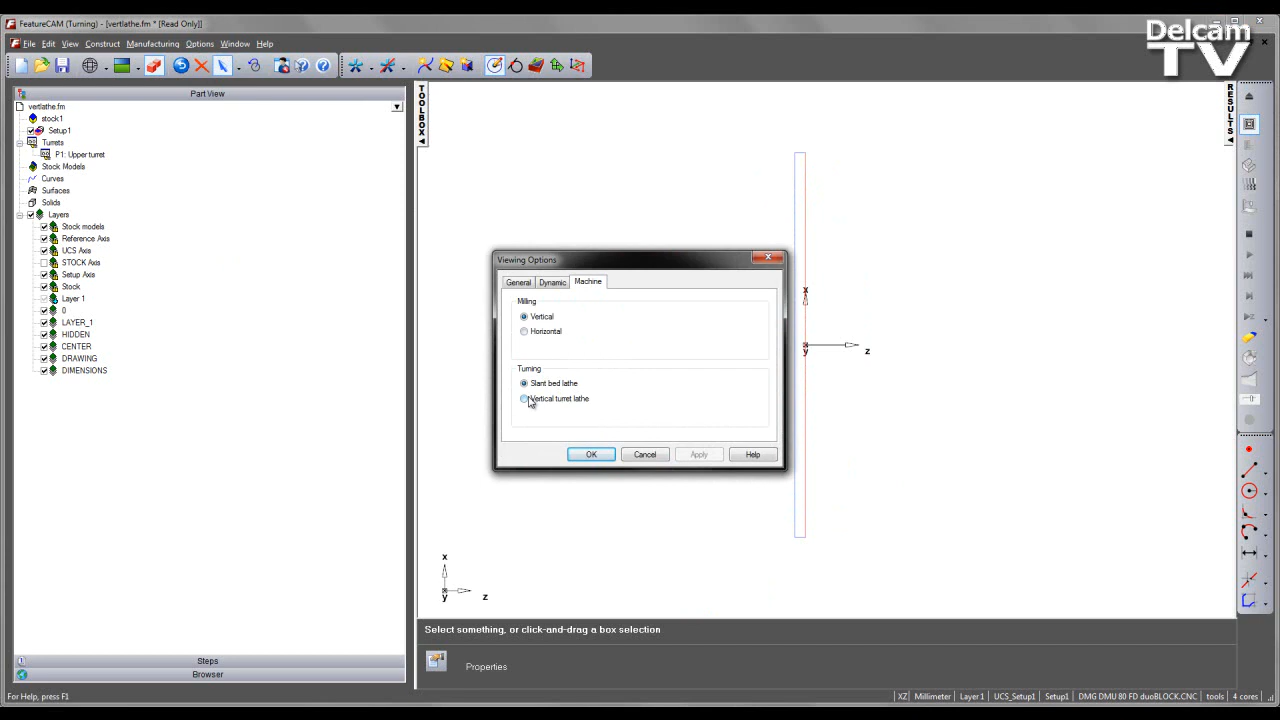 FeatureCAM (Turning) - [vertlathe.fm * [Read Only]]
Delcam
TV
File Edit View Construct Manufacturing Options Window Help
Part View
vertlathe.fm
stock1
Setup1
Turrets
P1: Upper turret
Stock Models
Curves
Surfaces
Solids
Layers
Stock models
Reference Axis
UCS Axis
STOCK Axis
Setup Axis
Stock
Layer 1
0
LAYER_1
HIDDEN
CENTER
DRAWING
DIMENSIONS
Steps
Browser
TOOLBOX
RESULTS
Viewing Options
General Dynamic Machine
Milling
Vertical
Horizontal
Turning
Slant bed lathe
Vertical turret lathe
OK Cancel Apply Help
x
y
z
x
y
z
Select something, or click-and-drag a box selection
Properties
For Help, press F1
XZ Millimeter Layer 1 UCS_Setup1 Setup1 DMG DMU 80 FD duoBLOCK.CNC tools 4 cores